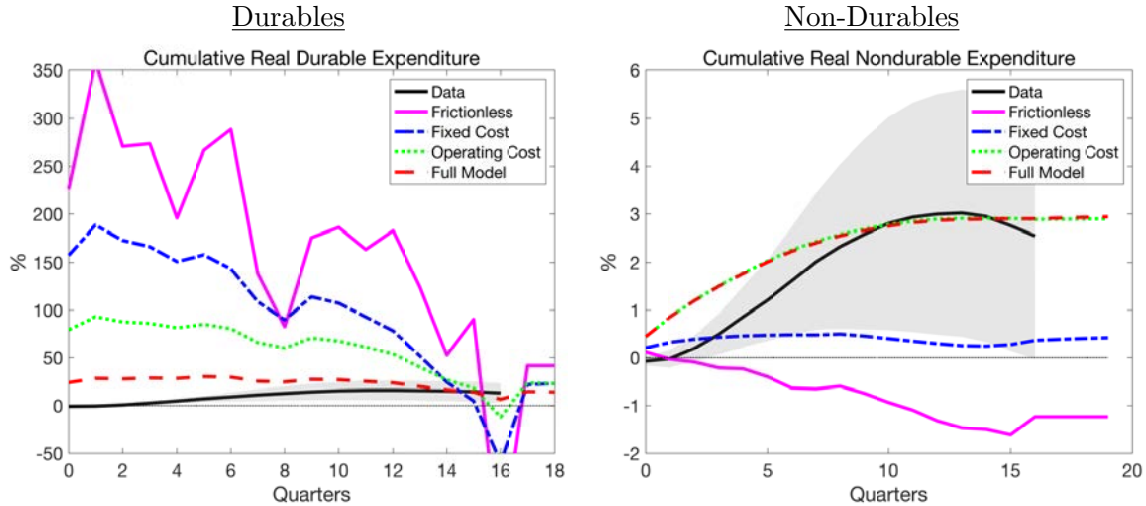 Durables
Cumulative Real Durable Expenditure
350
300
250
200
150
100
50
0
-50
%
Data
Frictionless
Fixed Cost
Operating Cost
Full Model
0 2 4 6 8 10 12 14 16 18
Quarters
Non-Durables
Cumulative Real Nondurable Expenditure
6
5
4
3
2
1
0
-1
-2
%
Data
Frictionless
Fixed Cost
Operating Cost
Full Model
0 5 10 15 20
Quarters